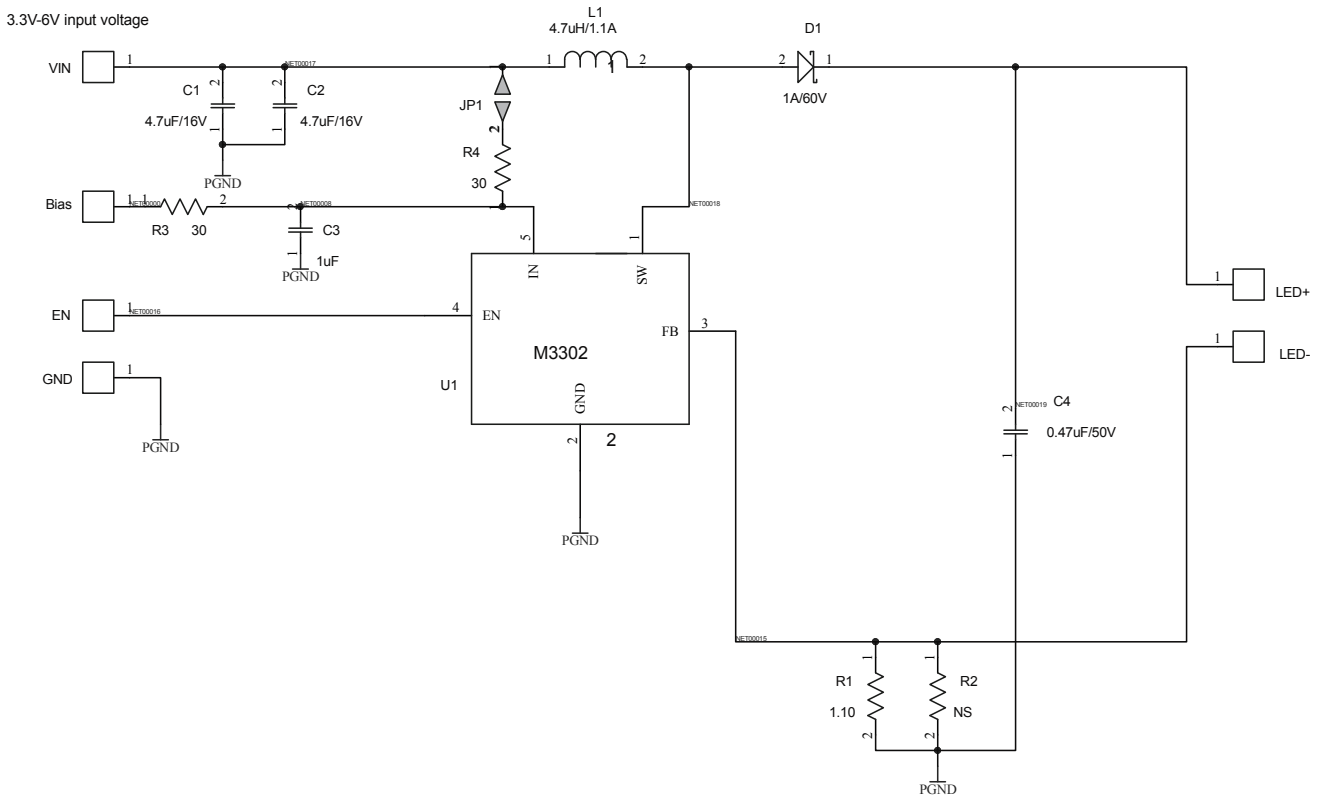 3.3V-6V input voltage
L1
4.7uH/1.1A
D1
VIN
1
NET00017
1
1
2
2
1
1A/60V
2
C1
4.7uF/16V
1
2
C2
4.7uF/16V
1
JP1
2
R4
30
PGND
Bias
1
1
NET00000
2
R3
30
2
NET00008
C3
1uF
1
PGND
5
1
NET00018
IN
SW
EN
1
NET00016
4
EN
FB
3
M3302
U1
GND
2
2
PGND
GND
1
PGND
1
LED+
1
LED-
2
NET00019
C4
0.47uF/50V
1
NET00015
1
R1
1.10
2
1
R2
NS
2
PGND